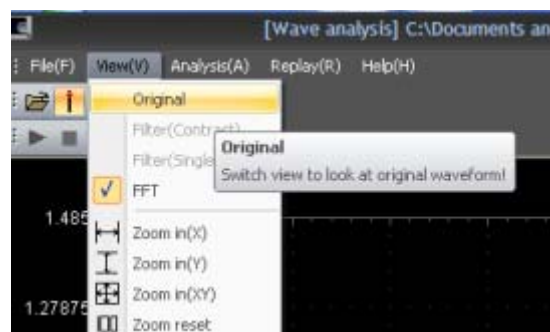 [Wave analysis] C:\Documents an
File(F) View(V) Analysis(A) Replay(R) Help(H)
Original
Filter(Contract)
Filter(Single
Original
Switch view to look at original waveform!
FFT
1.485
Zoom in(X)
Zoom in(Y)
Zoom in(XY)
1.27875
Zoom reset